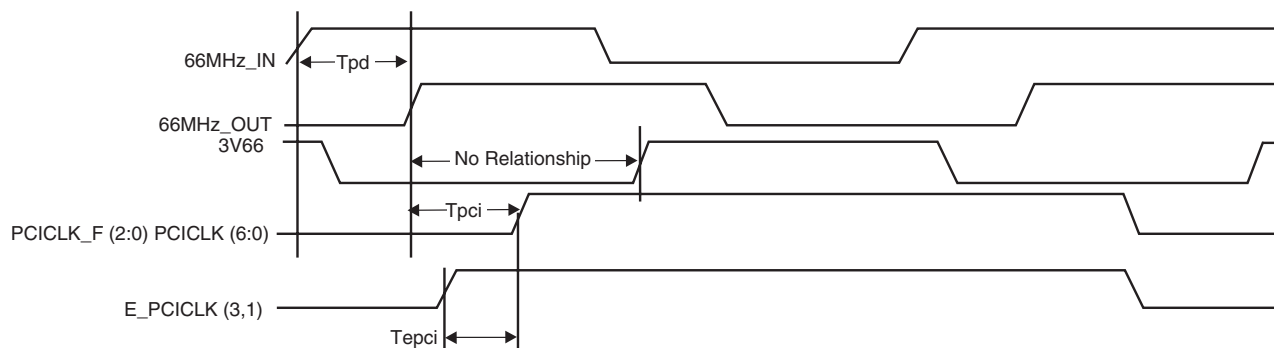 66MHz_IN
Tpd
66MHz_OUT
3V66
No Relationship
Tpci
PCICLK_F (2:0) PCICLK (6:0)
E_PCICLK (3,1)
Tepci